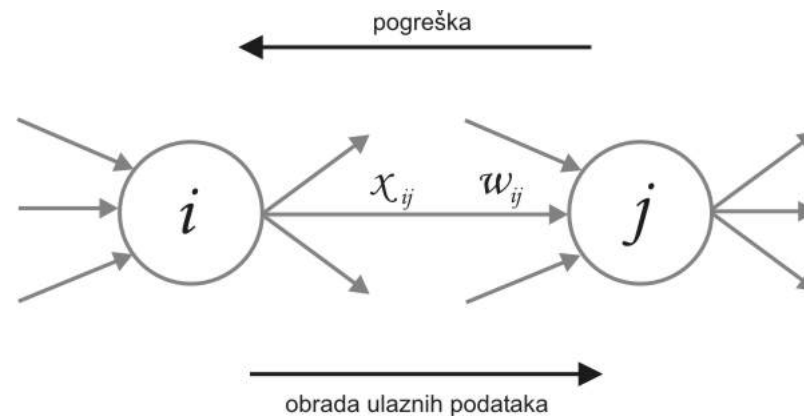 pogreška
i
x_ij
w_ij
j
obrada ulaznih podataka